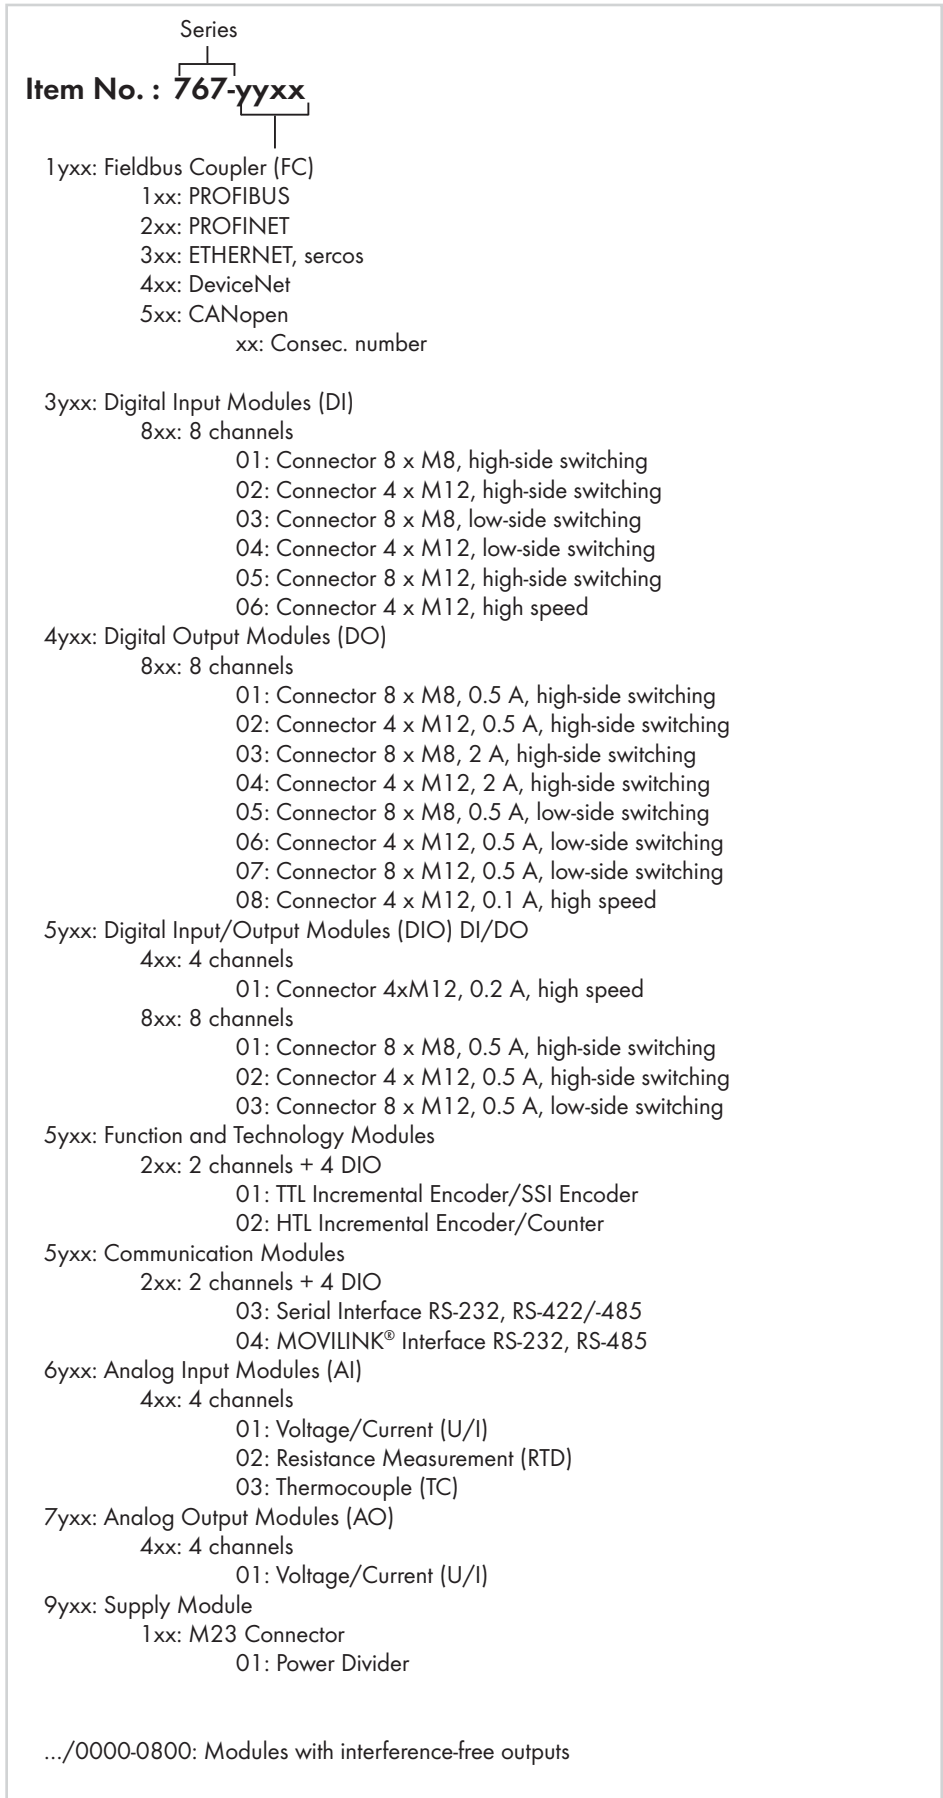 Series
Item No. : 767-yyxx
1yxx: Fieldbus Coupler (FC)
1xx: PROFIBUS
2xx: PROFINET
3xx: ETHERNET, sercos
4xx: DeviceNet
5xx: CANopen
xx: Consec. number
3yxx: Digital Input Modules (DI)
8xx: 8 channels
01: Connector 8 x M8, high-side switching
02: Connector 4 x M12, high-side switching
03: Connector 8 x M8, low-side switching
04: Connector 4 x M12, low-side switching
05: Connector 8 x M12, high-side switching
06: Connector 4 x M12, high speed
4yxx: Digital Output Modules (DO)
8xx: 8 channels
01: Connector 8 x M8, 0.5 A, high-side switching
02: Connector 4 x M12, 0.5 A, high-side switching
03: Connector 8 x M8, 2 A, high-side switching
04: Connector 4 x M12, 2 A, high-side switching
05: Connector 8 x M8, 0.5 A, low-side switching
06: Connector 4 x M12, 0.5 A, low-side switching
07: Connector 8 x M12, 0.5 A, low-side switching
08: Connector 4 x M12, 0.1 A, high speed
5yxx: Digital Input/Output Modules (DIO) DI/DO
4xx: 4 channels
01: Connector 4xM12, 0.2 A, high speed
8xx: 8 channels
01: Connector 8 x M8, 0.5 A, high-side switching
02: Connector 4 x M12, 0.5 A, high-side switching
03: Connector 8 x M12, 0.5 A, low-side switching
5yxx: Function and Technology Modules
2xx: 2 channels + 4 DIO
01: TTL Incremental Encoder/SSI Encoder
02: HTL Incremental Encoder/Counter
5yxx: Communication Modules
2xx: 2 channels + 4 DIO
03: Serial Interface RS-232, RS-422/-485
04: MOVILINK® Interface RS-232, RS-485
6yxx: Analog Input Modules (AI)
4xx: 4 channels
01: Voltage/Current (U/I)
02: Resistance Measurement (RTD)
03: Thermocouple (TC)
7yxx: Analog Output Modules (AO)
4xx: 4 channels
01: Voltage/Current (U/I)
9yxx: Supply Module
1xx: M23 Connector
01: Power Divider
.../0000-0800: Modules with interference-free outputs